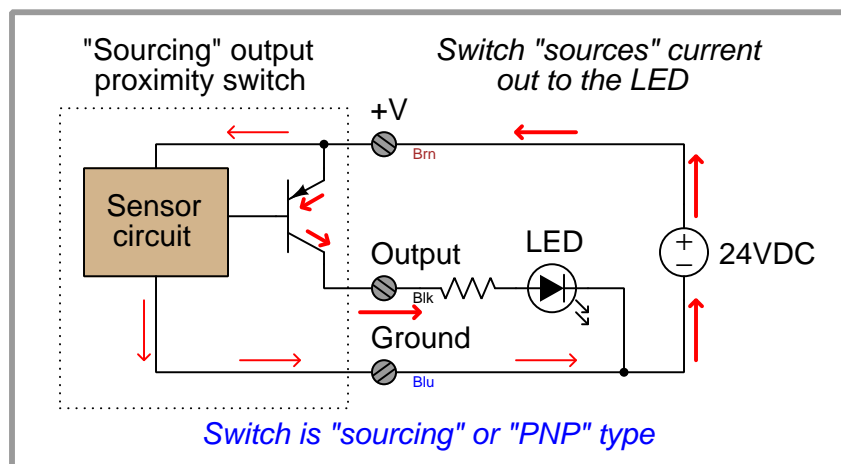 "Sourcing" output
proximity switch
Switch "sources" current
out to the LED
+V
Brn
Sensor
circuit
Output
LED
+
−
24VDC
Blk
Ground
Blu
Switch is "sourcing" or "PNP" type